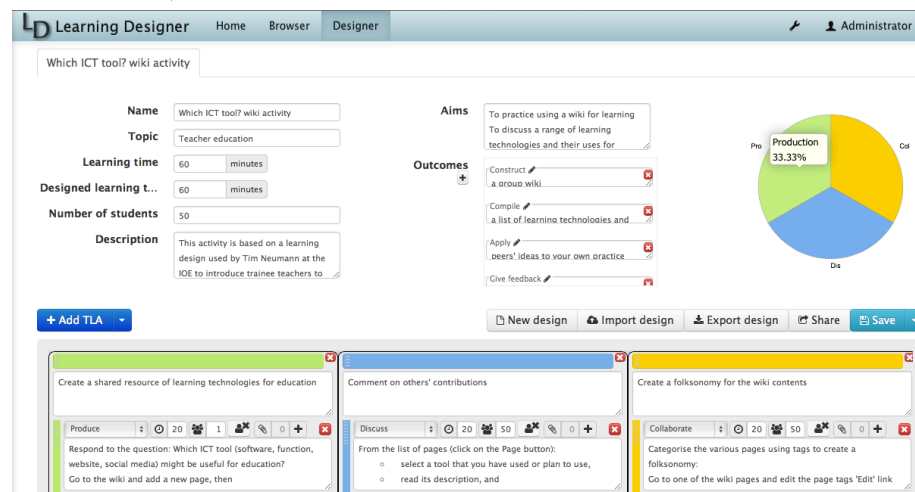 LD Learning Designer Home Browser Designer Administrator
Which ICT tool? wiki activity
Name Which ICT tool? wiki activity
Topic Teacher education
Learning time 60 minutes
Designed learning t... 60 minutes
Number of students 50
Description This activity is based on a learning
design used by Tim Neumann at the
IOE to introduce trainee teachers to
Aims To practice using a wiki for learning
To discuss a range of learning
technologies and their uses for
Outcomes
Construct
a group wiki
Compile
a list of learning technologies and
Apply
peers' ideas to your own practice
Give feedback
Pro
Production
33.33%
Col
Dis
+ Add TLA
New design Import design Export design Share Save
Create a shared resource of learning technologies for education
Produce 20 1 0 +
Respond to the question: Which ICT tool (software, function,
website, social media) might be useful for education?
Go to the wiki and add a new page, then
Comment on others' contributions
Discuss 20 50 0 +
From the list of pages (click on the Page button):
○ select a tool that you have used or plan to use,
○ read its description, and
Create a folksonomy for the wiki contents
Collaborate 20 50 0 +
Categorise the various pages using tags to create a
folksonomy:
Go to one of the wiki pages and edit the page tags 'Edit' link